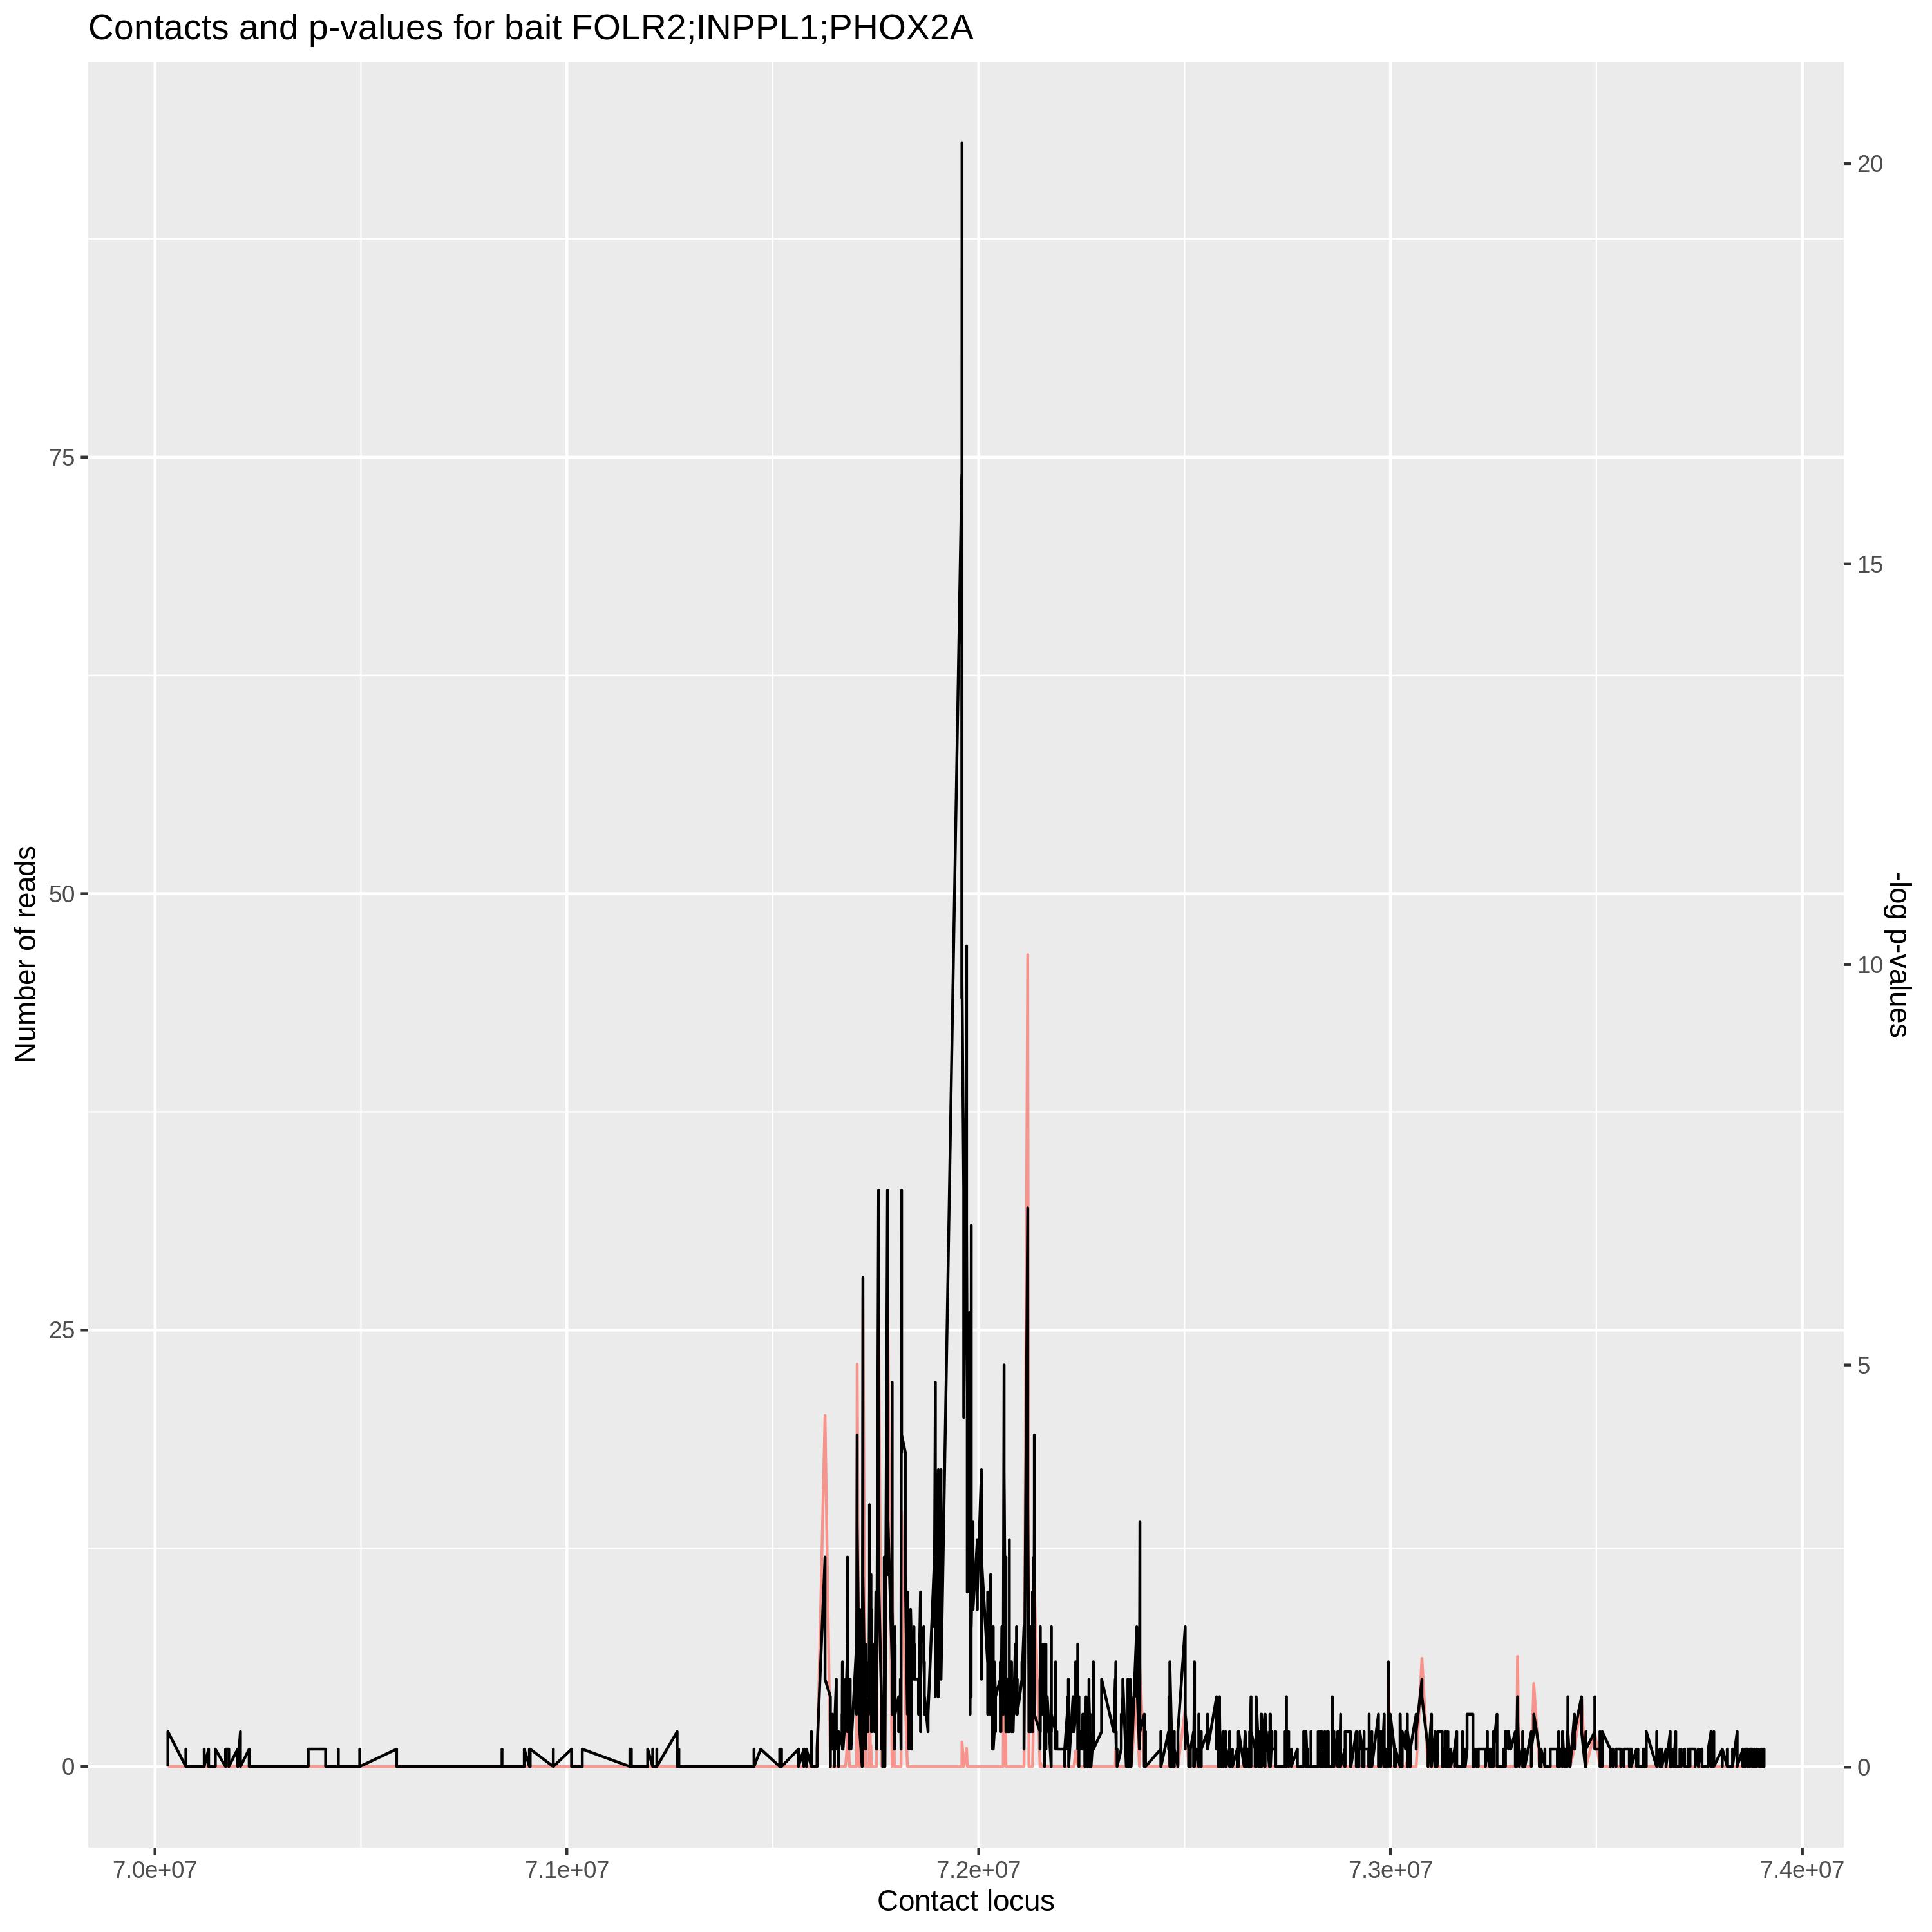 Contacts and p-values for bait FOLR2;INPPL1;PHOX2A
Number of reads
75
50
25
0
20
15
10
5
0
-log p-values
7.0e+07
7.1e+07
7.2e+07
7.3e+07
7.4e+07
Contact locus